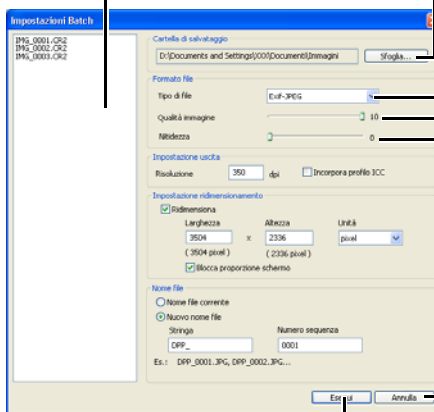 Impostazioni Batch
IMG_0001.CR2
IMG_0002.CR2
IMG_0003.CR2
Cartella di salvataggio
D:\Documents and Settings\XXX\Documenti\Immagini
Sfoglia...
Formato file
Tipo di file
Exif-JPEG
Qualità immagine
10
Nitidezza
0
Impostazione uscita
Risoluzione
350
dpi
Incorpora profilo ICC
Impostazione ridimensionamento
Ridimensiona
Larghezza
Altezza
Unità
3504
x
2336
pixel
( 3504 pixel )
( 2336 pixel )
Blocca proporzione schermo
Nome file
Nome file corrente
Nuovo nome file
Stringa
Numero sequenza
DPP_
0001
Es.: DPP_0001.JPG, DPP_0002.JPG...
Esegui
Annulla